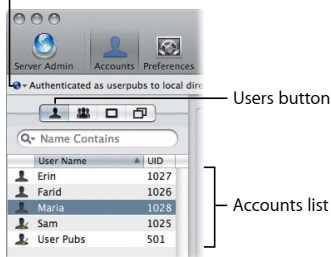 Server Admin Accounts Preferences
Authenticated as userpubs to local dire
Users button
Name Contains
User Name UID
Erin 1027
Farid 1026
Maria 1028
Accounts list
Sam 1025
User Pubs 501